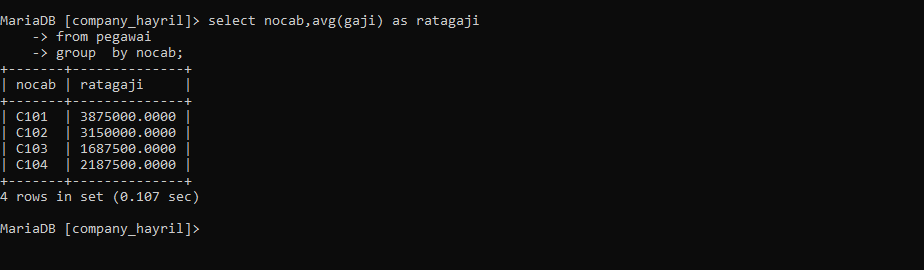 MariaDB [company_hayril]> select nocab,avg(gaji) as ratagaji
    -> from pegawai
    -> group  by nocab;
+-------+--------------+
| nocab | ratagaji     |
+-------+--------------+
| C101  | 3875000.0000 |
| C102  | 3150000.0000 |
| C103  | 1687500.0000 |
| C104  | 2187500.0000 |
+-------+--------------+
4 rows in set (0.107 sec)
MariaDB [company_hayril]>